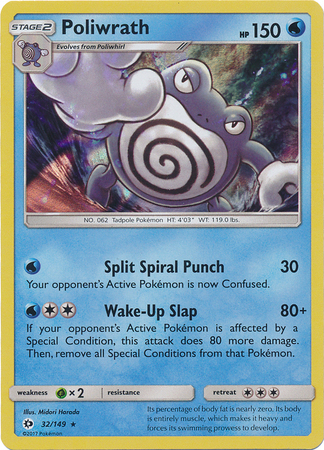 STAGE2 Poliwrath HP 150
Evolves from Poliwhirl
NO. 062 Tadpole Pokémon HT: 4'03" WT: 119.0 lbs.
Split Spiral Punch 30
Your opponent's Active Pokémon is now Confused.
Wake-Up Slap 80+
If your opponent's Active Pokémon is affected by a
Special Condition, this attack does 80 more damage.
Then, remove all Special Conditions from that Pokémon.
weakness ×2 resistance retreat
Illus. Midori Harada
32/149 ★
©2017 Pokémon
Its percentage of body fat is nearly zero. Its body
is entirely muscle, which makes it heavy and
forces its swimming prowess to develop.